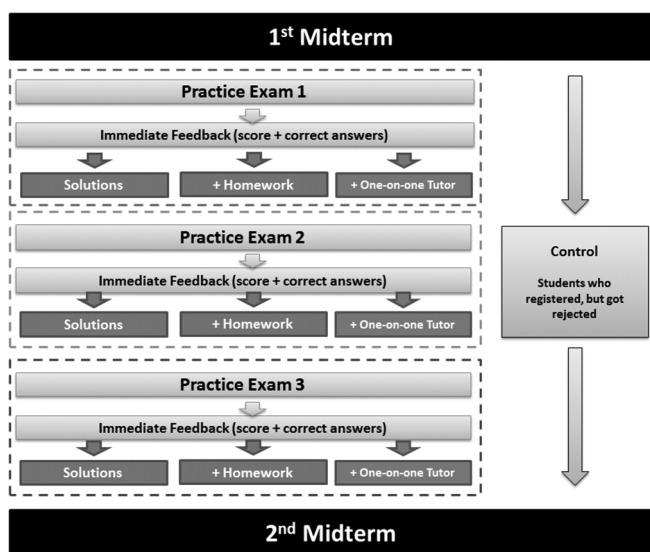 1st Midterm
Practice Exam 1
Immediate Feedback (score + correct answers)
Solutions
+ Homework
+ One-on-one Tutor
Practice Exam 2
Immediate Feedback (score + correct answers)
Solutions
+ Homework
+ One-on-one Tutor
Practice Exam 3
Immediate Feedback (score + correct answers)
Solutions
+ Homework
+ One-on-one Tutor
Control
Students who
registered, but got
rejected
2nd Midterm